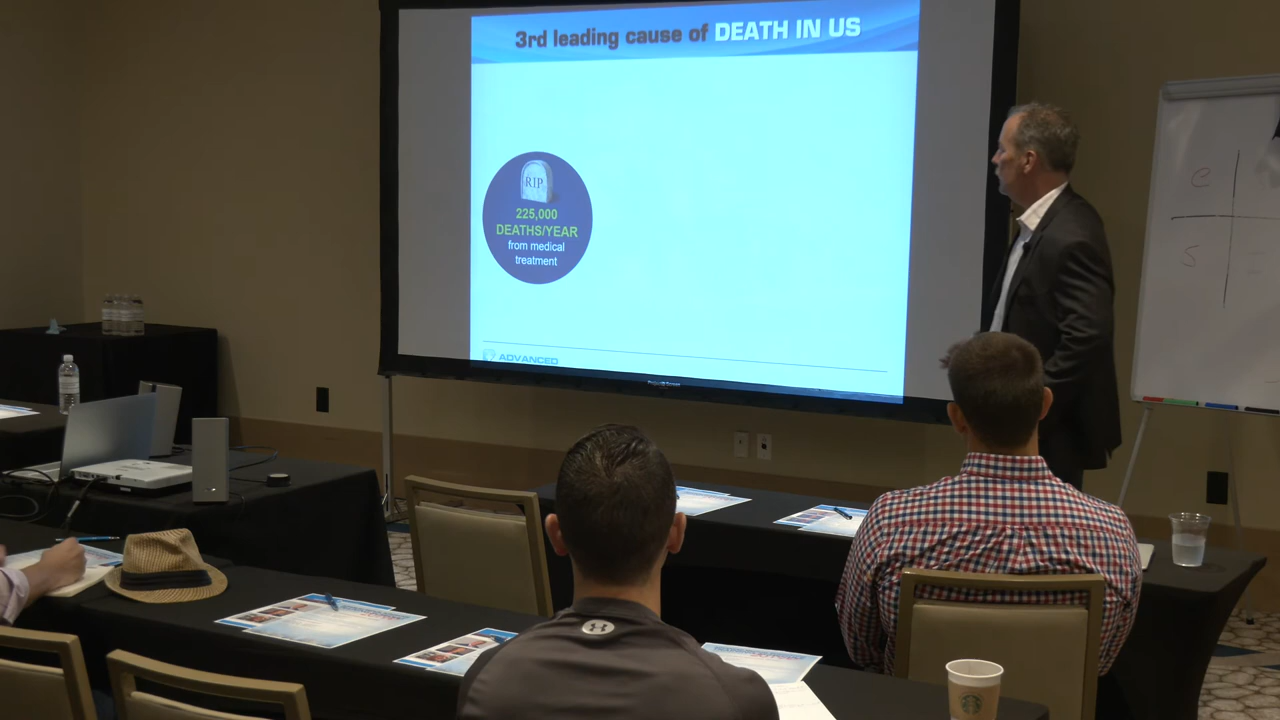 3rd leading cause of DEATH IN US
RIP
225,000
DEATHS/YEAR
from medical
treatment
ADVANCED
e
S